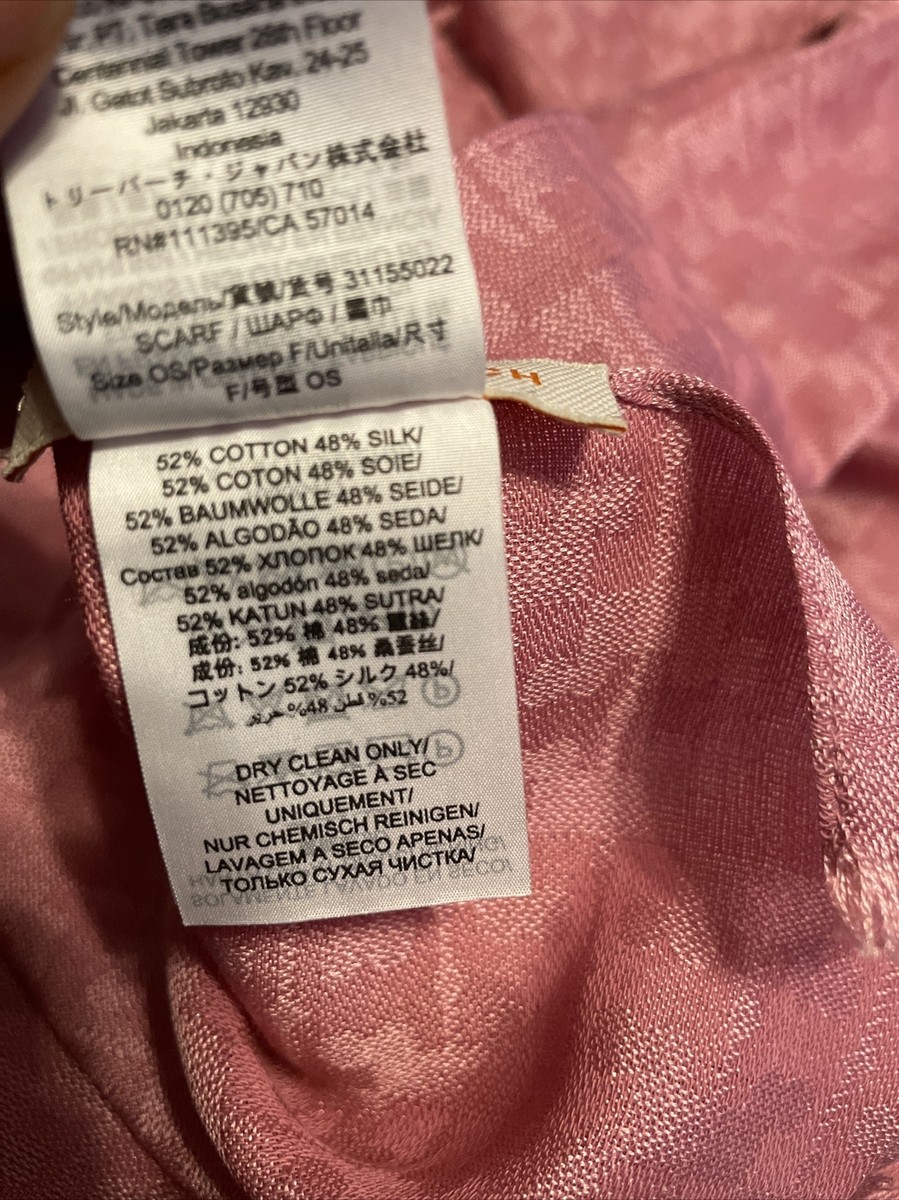 Centennial Tower 26th Floor
Jl. Gatot Subroto Kav. 24-25
Jakarta 12930
Indonesia
トリーバーチ・ジャパン株式会社
0120 (705) 710
RN#111395/CA 57014
Style/Модель/貨號/货号 31155022
SCARF / ШАРФ / 圍巾
Size OS/Размер F/Unitalla/尺寸
F/号型 OS
CH
52% COTTON 48% SILK/
52% COTON 48% SOIE/
52% BAUMWOLLE 48% SEIDE/
52% ALGODÃO 48% SEDA/
Состав 52% ХЛОПОК 48% ШЕЛК/
52% algodón 48% seda/
52% KATUN 48% SUTRA/
成份: 52% 棉 48% 蠶絲/
成份: 52% 棉 48% 桑蚕丝/
コットン 52% シルク 48%/
52% قطن 48% حرير
DRY CLEAN ONLY/
NETTOYAGE À SEC
UNIQUEMENT/
NUR CHEMISCH REINIGEN/
LAVAGEM A SECO APENAS/
ТОЛЬКО СУХАЯ ЧИСТКА/